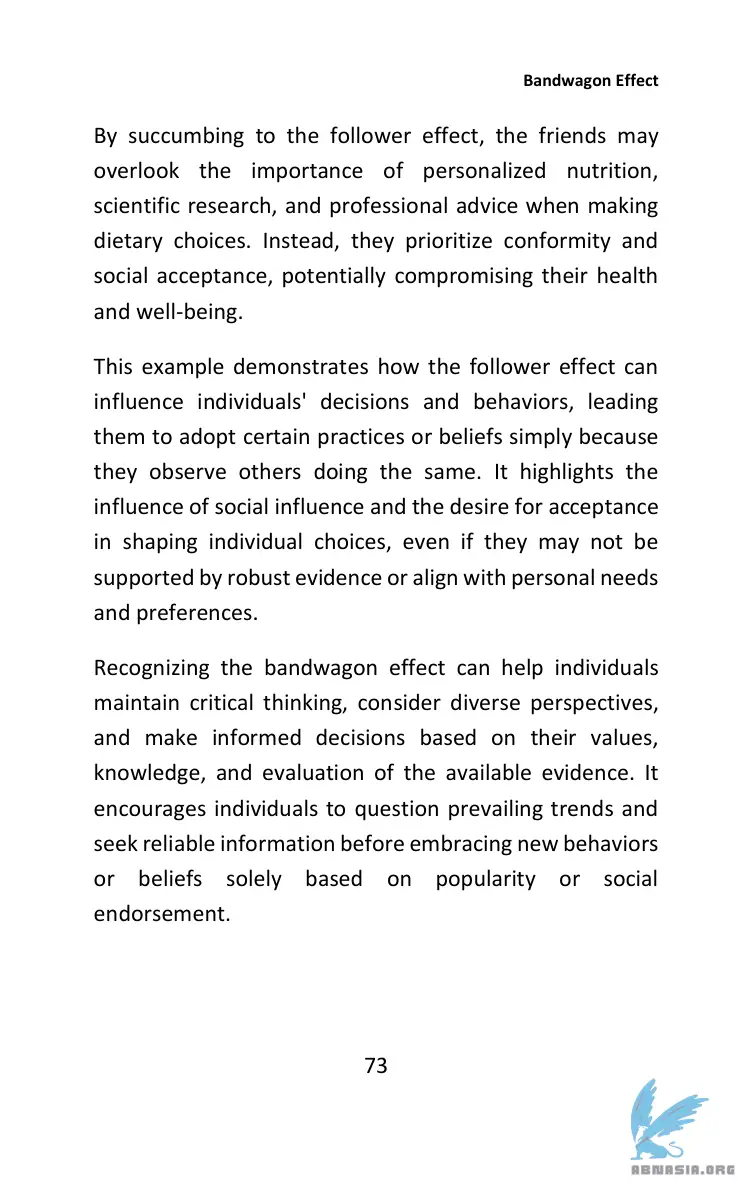 Bandwagon Effect
By succumbing to the follower effect, the friends may
overlook the importance of personalized nutrition,
scientific research, and professional advice when making
dietary choices. Instead, they prioritize conformity and
social acceptance, potentially compromising their health
and well-being.
This example demonstrates how the follower effect can
influence individuals' decisions and behaviors, leading
them to adopt certain practices or beliefs simply because
they observe others doing the same. It highlights the
influence of social influence and the desire for acceptance
in shaping individual choices, even if they may not be
supported by robust evidence or align with personal needs
and preferences.
Recognizing the bandwagon effect can help individuals
maintain critical thinking, consider diverse perspectives,
and make informed decisions based on their values,
knowledge, and evaluation of the available evidence. It
encourages individuals to question prevailing trends and
seek reliable information before embracing new behaviors
or beliefs solely based on popularity or social
endorsement.
73
ABNASIA.ORG